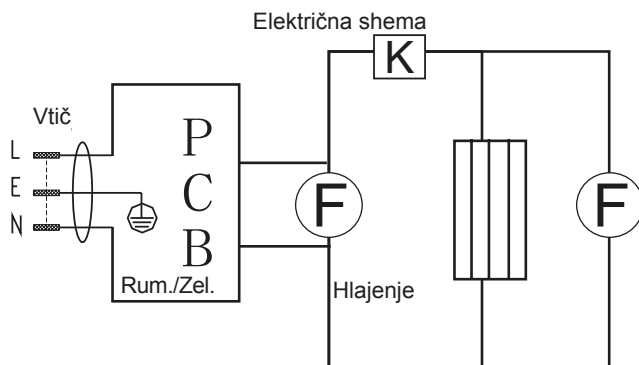 Električna shema
K
Vtič
L
E
N
P
C
B
Rum./Zel.
F
Hlajenje
F